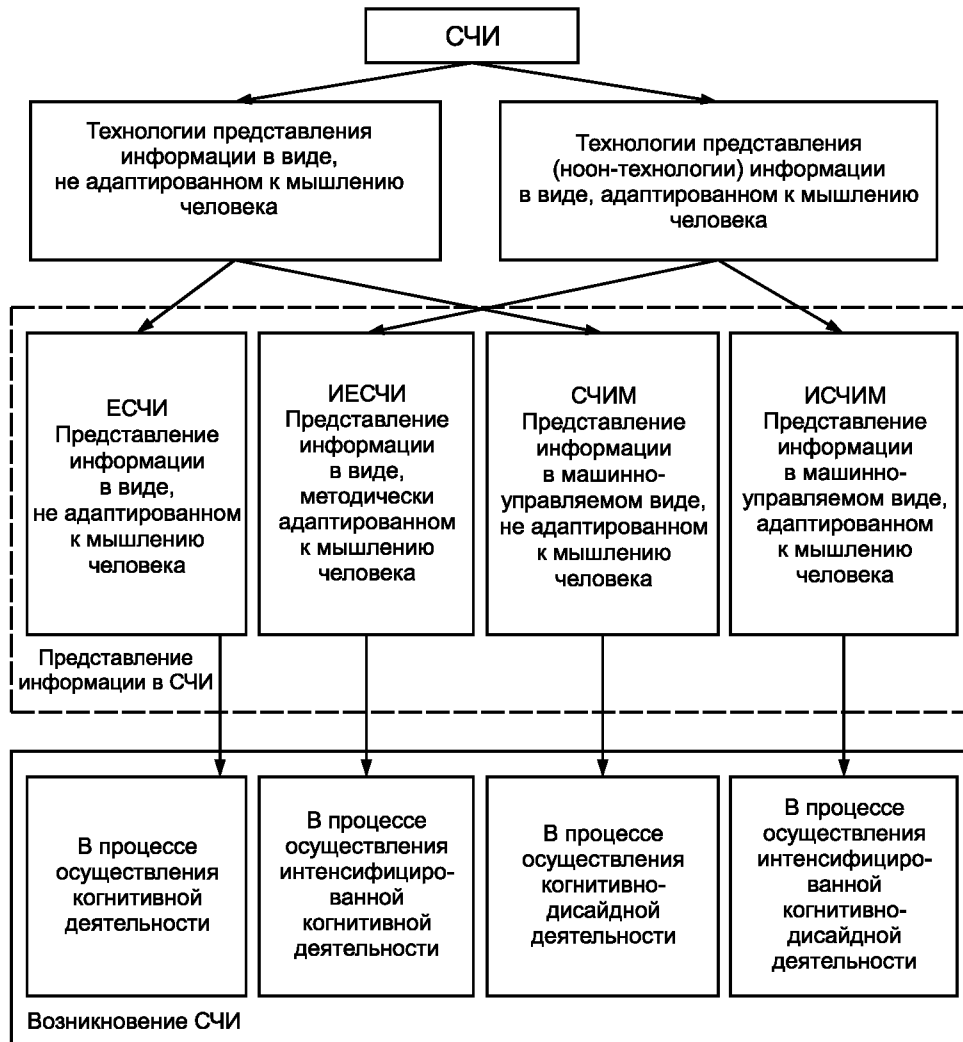 СЧИ
Технологии представления
информации в виде,
не адаптированном к мышлению
человека
Технологии представления
(ноон-технологии) информации
в виде, адаптированном к мышлению
человека
ЕСЧИ
Представление
информации
в виде,
не адаптированном
к мышлению
человека
ИЕСЧИ
Представление
информации
в виде,
методически
адаптированном
к мышлению
человека
СЧИМ
Представление
информации
в машинно-
управляемом виде,
не адаптированном
к мышлению
человека
ИСЧИМ
Представление
информации
в машинно-
управляемом виде,
адаптированном
к мышлению
человека
Представление
информации в СЧИ
В процессе
осуществления
когнитивной
деятельности
В процессе
осуществления
интенсифициро-
ванной
когнитивной
деятельности
В процессе
осуществления
когнитивно-
дисайдной
деятельности
В процессе
осуществления
интенсифициро-
ванной
когнитивно-
дисайдной
деятельности
Возникновение СЧИ